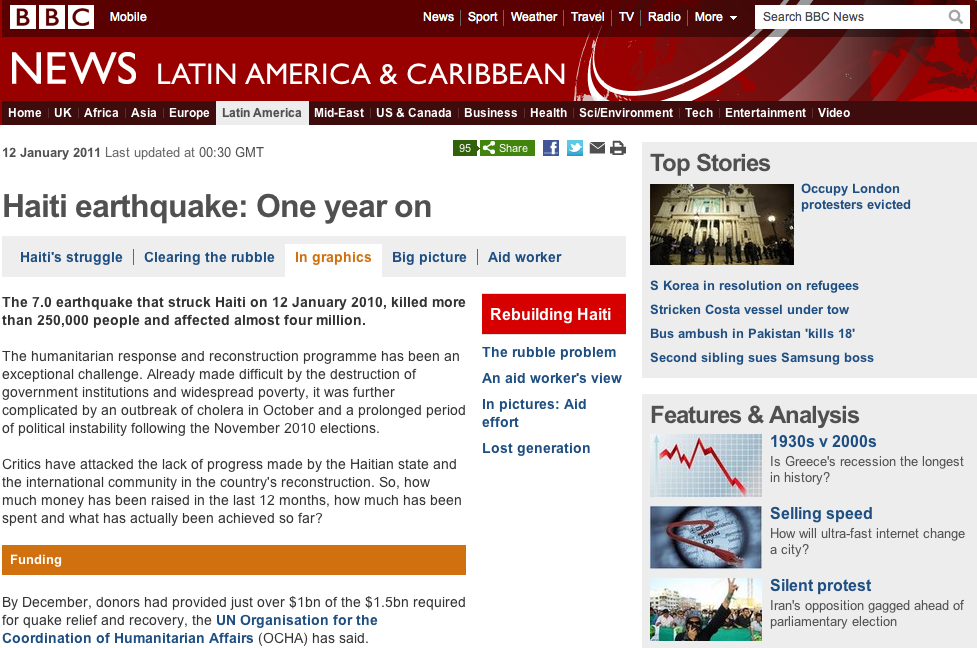 BBC Mobile News Sport Weather Travel TV Radio More Search BBC News
NEWS LATIN AMERICA & CARIBBEAN
Home UK Africa Asia Europe Latin America Mid-East US & Canada Business Health Sci/Environment Tech Entertainment Video
12 January 2011 Last updated at 00:30 GMT
95 Share
Haiti earthquake: One year on
Haiti's struggle Clearing the rubble In graphics Big picture Aid worker
The 7.0 earthquake that struck Haiti on 12 January 2010, killed more
than 250,000 people and affected almost four million.
The humanitarian response and reconstruction programme has been an
exceptional challenge. Already made difficult by the destruction of
government institutions and widespread poverty, it was further
complicated by an outbreak of cholera in October and a prolonged period
of political instability following the November 2010 elections.
Critics have attacked the lack of progress made by the Haitian state and
the international community in the country's reconstruction. So, how
much money has been raised in the last 12 months, how much has been
spent and what has actually been achieved so far?
Funding
By December, donors had provided just over $1bn of the $1.5bn required
for quake relief and recovery, the UN Organisation for the
Coordination of Humanitarian Affairs (OCHA) has said.
Rebuilding Haiti
The rubble problem
An aid worker's view
In pictures: Aid
effort
Lost generation
Top Stories
Occupy London
protesters evicted
S Korea in resolution on refugees
Stricken Costa vessel under tow
Bus ambush in Pakistan 'kills 18'
Second sibling sues Samsung boss
Features & Analysis
1930s v 2000s
Is Greece's recession the longest
in history?
Kansas
City
Selling speed
How will ultra-fast internet change
a city?
Silent protest
Iran's opposition gagged ahead of
parliamentary election